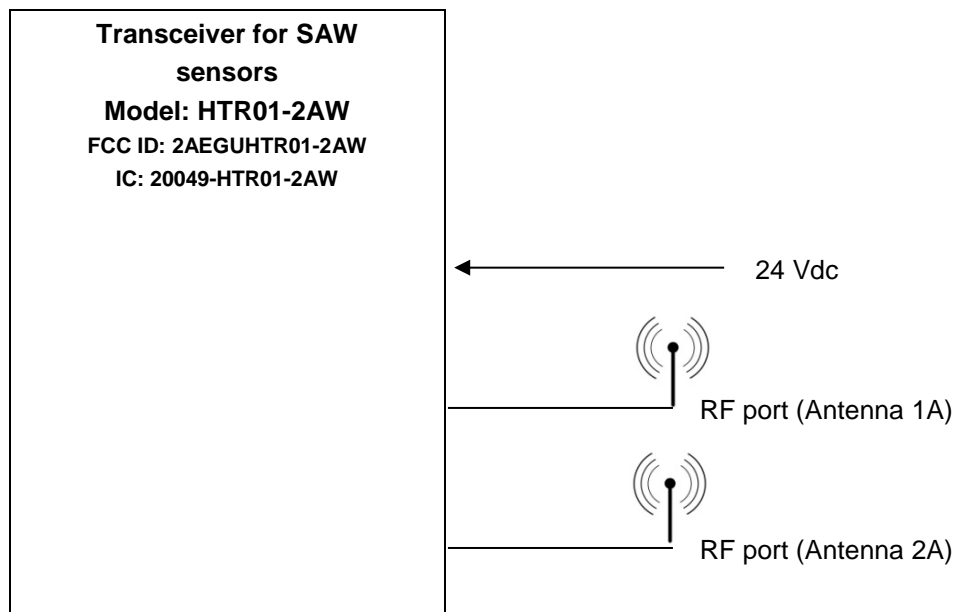 Transceiver for SAW
sensors
Model: HTR01-2AW
FCC ID: 2AEGUHTR01-2AW
IC: 20049-HTR01-2AW
24 Vdc
RF port (Antenna 1A)
RF port (Antenna 2A)